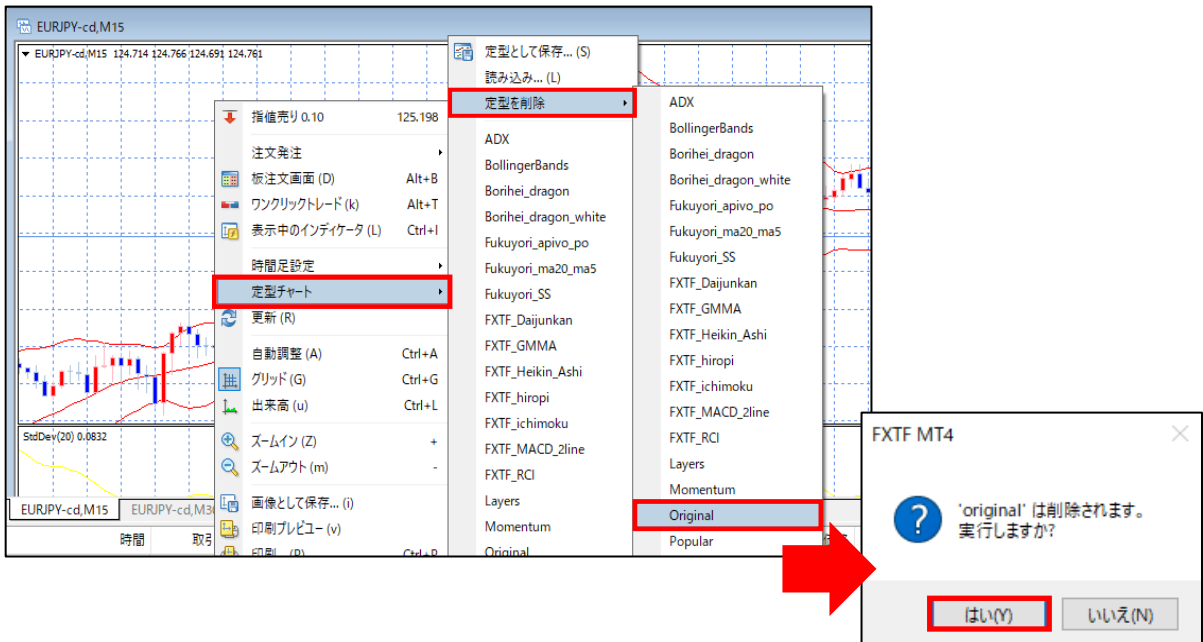 EURJPY-cd,M15
EURJPY-cd,M15 124.714 124.766 124.691 124.761
指値売り 0.10 125.198
注文発注
板注文画面 (D) Alt+B
ワンクリックトレード (k) Alt+T
表示中のインディケータ (L) Ctrl+I
時間足設定
定型チャート
更新 (R)
自動調整 (A) Ctrl+A
グリッド (G) Ctrl+G
出来高 (u) Ctrl+L
ズームイン (Z) +
ズームアウト (m) -
画像として保存... (i)
印刷プレビュー (v)
印刷... (P) Ctrl+P
定型として保存... (S)
読み込み... (L)
定型を削除
ADX
BollingerBands
Borihei_dragon
Borihei_dragon_white
Fukuyori_apivo_po
Fukuyori_ma20_ma5
Fukuyori_SS
FXTF_Daijunkan
FXTF_GMMA
FXTF_Heikin_Ashi
FXTF_hiropi
FXTF_ichimoku
FXTF_MACD_2line
FXTF_RCI
Layers
Momentum
Original
ADX
BollingerBands
Borihei_dragon
Borihei_dragon_white
Fukuyori_apivo_po
Fukuyori_ma20_ma5
Fukuyori_SS
FXTF_Daijunkan
FXTF_GMMA
FXTF_Heikin_Ashi
FXTF_hiropi
FXTF_ichimoku
FXTF_MACD_2line
FXTF_RCI
Layers
Momentum
Original
Popular
StdDev(20) 0.0832
EURJPY-cd,M15 EURJPY-cd,M30
時間 取引
FXTF MT4
'original' は削除されます。
実行しますか?
はい(Y) いいえ(N)